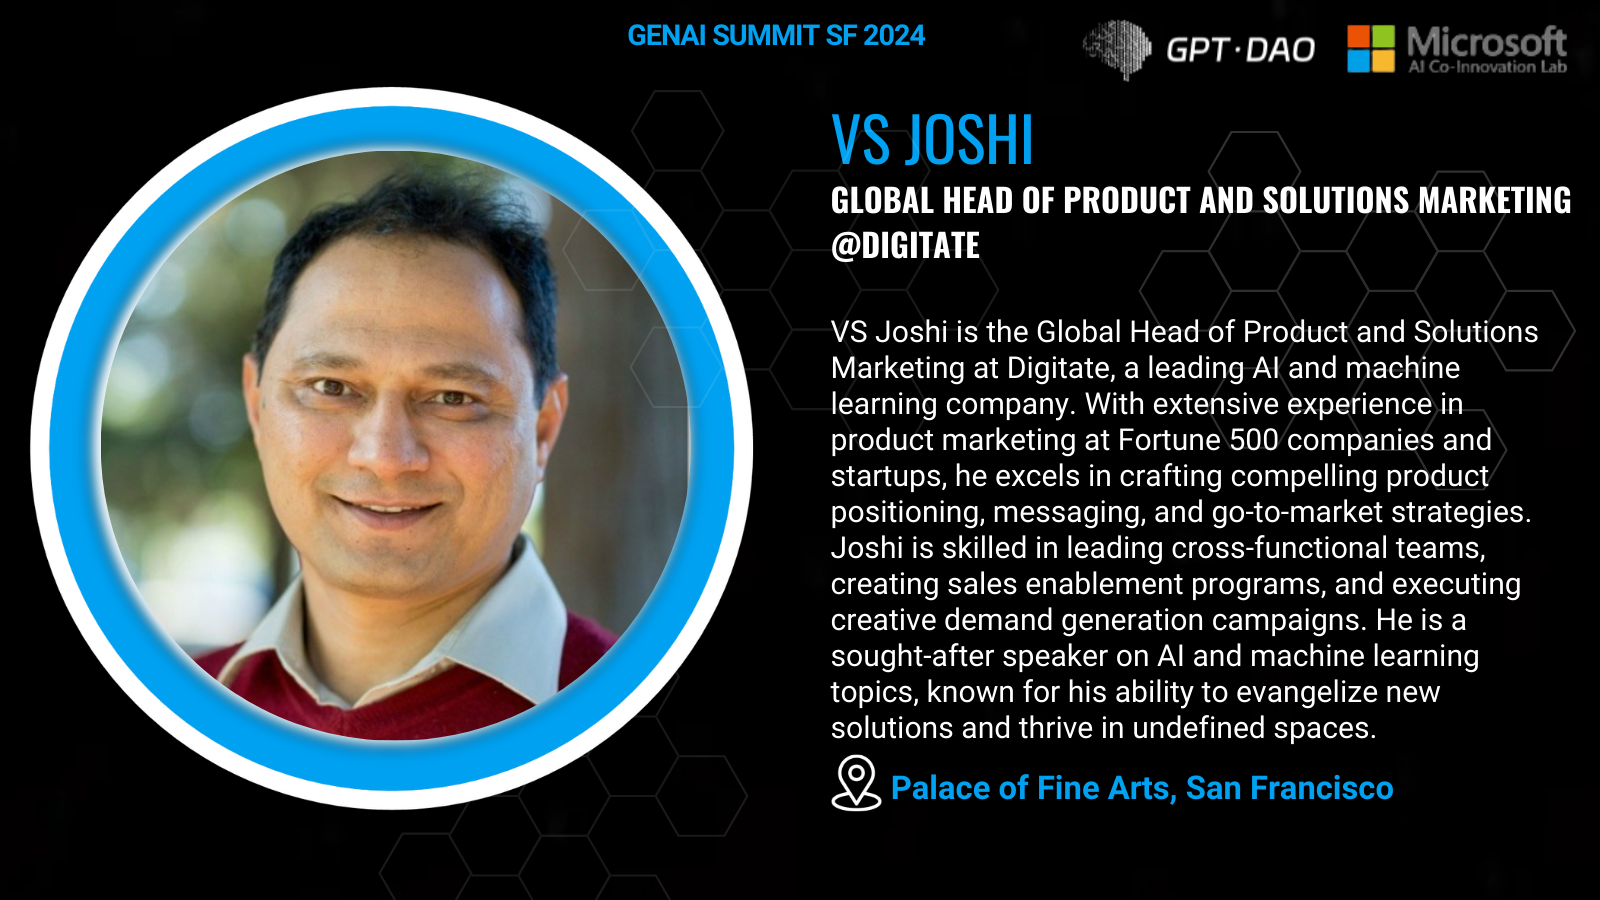 GENAI SUMMIT SF 2024
GPT·DAO
Microsoft
AI Co-Innovation Lab
VS JOSHI
GLOBAL HEAD OF PRODUCT AND SOLUTIONS MARKETING
@DIGITATE
VS Joshi is the Global Head of Product and Solutions
Marketing at Digitate, a leading AI and machine
learning company. With extensive experience in
product marketing at Fortune 500 companies and
startups, he excels in crafting compelling product
positioning, messaging, and go-to-market strategies.
Joshi is skilled in leading cross-functional teams,
creating sales enablement programs, and executing
creative demand generation campaigns. He is a
sought-after speaker on AI and machine learning
topics, known for his ability to evangelize new
solutions and thrive in undefined spaces.
Palace of Fine Arts, San Francisco